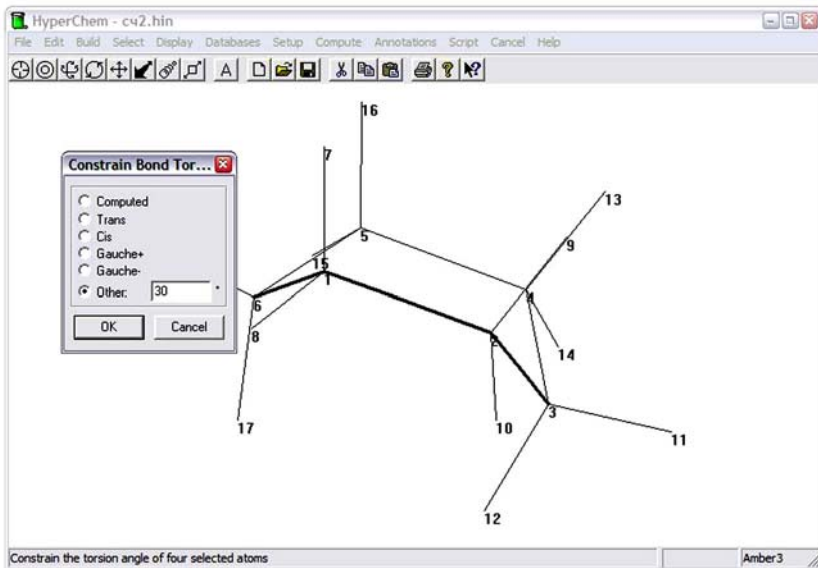 HyperChem - сч2.hin
File Edit Build Select Display Databases Setup Compute Annotations Script Cancel Help
A
16
7
13
Constrain Bond Tor...
Computed
Trans
Cis
Gauche+
Gauche-
Other: 30 °
OK Cancel
5
9
15
1
4
6
2
8
14
3
17
10
11
12
Constrain the torsion angle of four selected atoms
Amber3